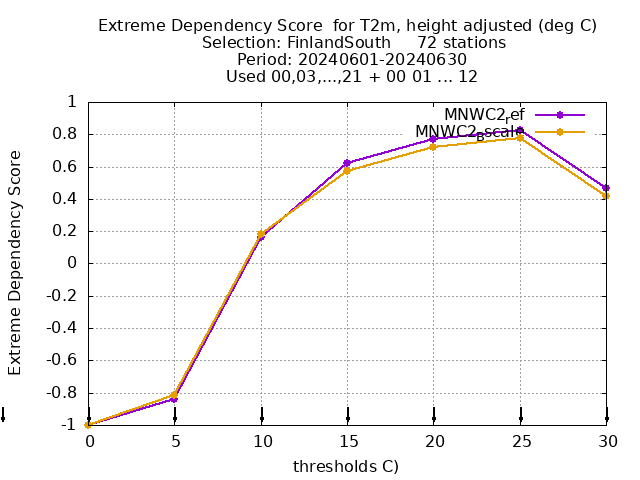 Extreme Dependency Score  for T2m, height adjusted (deg C)
Selection: FinlandSouth     72 stations
Period: 20240601-20240630
Used 00,03,...,21 + 00 01 ... 12
MNWC2ref
MNWC2Bscale
Extreme Dependency Score
1
0.8
0.6
0.4
0.2
0
-0.2
-0.4
-0.6
-0.8
-1
0 5 10 15 20 25 30
thresholds C)